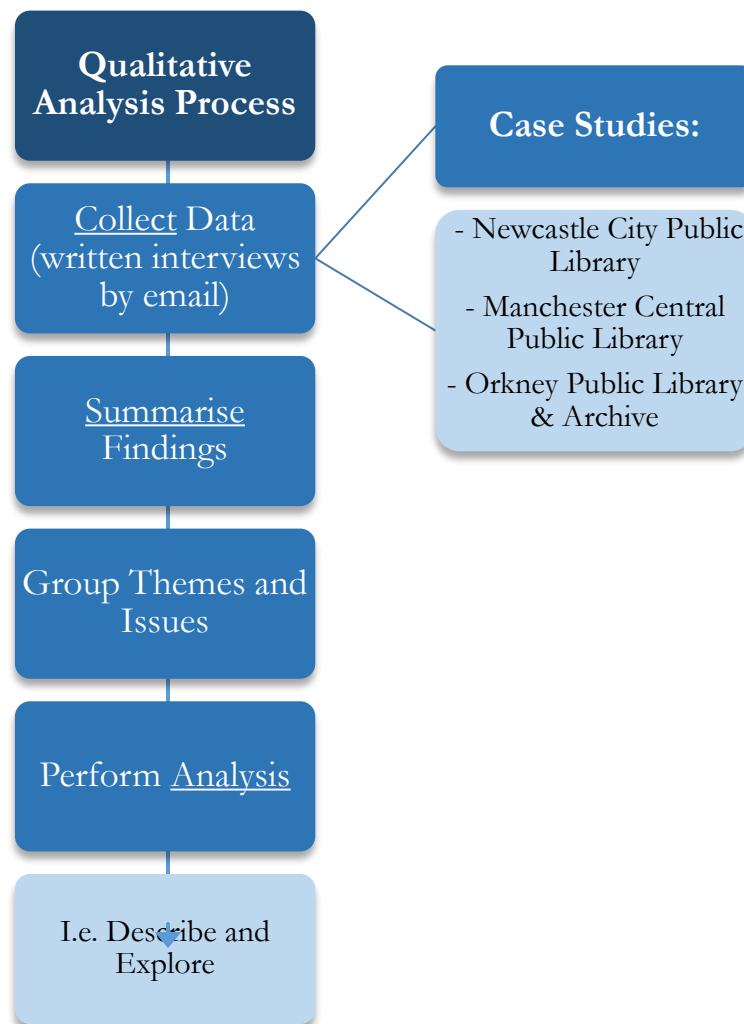 Qualitative
Analysis Process
Collect Data
(written interviews
by email)
Summarise
Findings
Group Themes and
Issues
Perform Analysis
I.e. Describe and
Explore
Case Studies:
- Newcastle City Public
Library
- Manchester Central
Public Library
- Orkney Public Library
& Archive